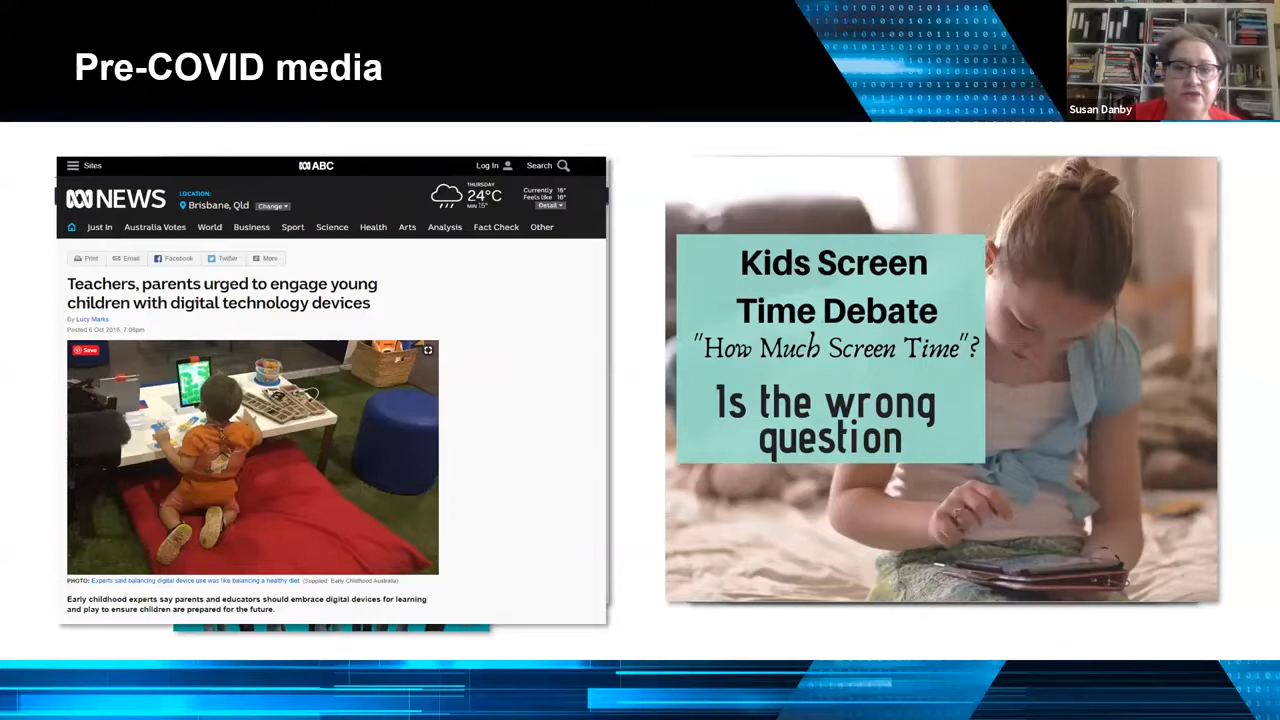 Pre-COVID media
Susan Danby
Sites
ABC
Log In
Search
NEWS
LOCATION:
Brisbane, Qld
Change
THURSDAY
24°C
MIN 15°
Currently 16°
Feels like 16°
Detail
Just In Australia Votes World Business Sport Science Health Arts Analysis Fact Check Other
Print Email Facebook Twitter More
Teachers, parents urged to engage young
children with digital technology devices
By Lucy Marks
Posted 6 Oct 2016, 7:06pm
Save
PHOTO: Experts said balancing digital device use was like balancing a healthy diet. (Supplied: Early Childhood Australia)
Early childhood experts say parents and educators should embrace digital devices for learning
and play to ensure children are prepared for the future.
Kids Screen
Time Debate
"How Much Screen Time"?
Is the wrong
question